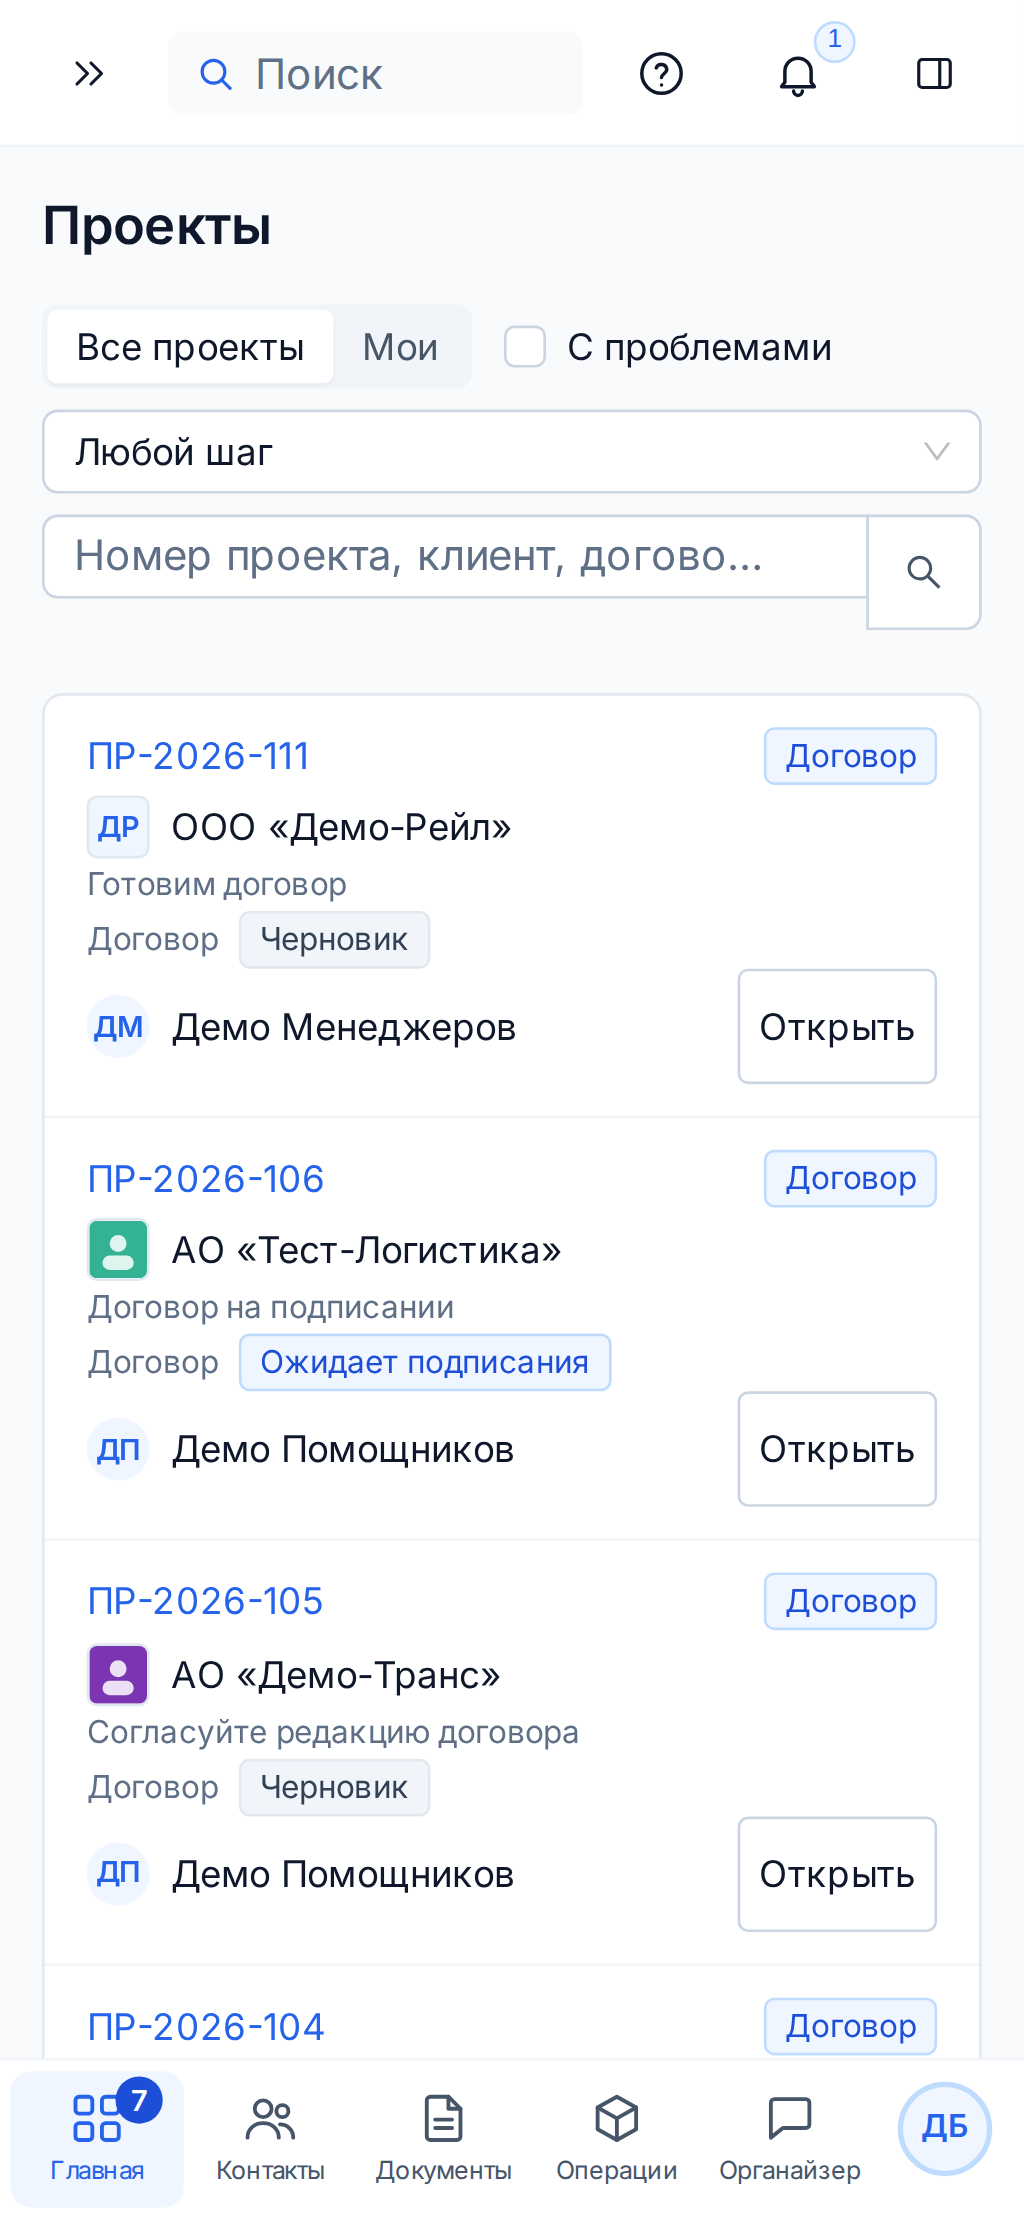 Поиск
1
Проекты
Все проекты Мои С проблемами
Любой шаг
Номер проекта, клиент, догово...
ПР-2026-111 Договор
ДР ООО «Демо-Рейл»
Готовим договор
Договор Черновик
ДМ Демо Менеджеров Открыть
ПР-2026-106 Договор
АО «Тест-Логистика»
Договор на подписании
Договор Ожидает подписания
ДП Демо Помощников Открыть
ПР-2026-105 Договор
АО «Демо-Транс»
Согласуйте редакцию договора
Договор Черновик
ДП Демо Помощников Открыть
ПР-2026-104 Договор
7
Главная Контакты Документы Операции Органайзер ДБ